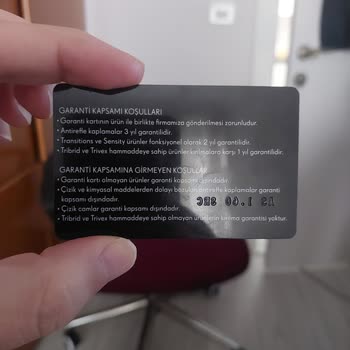 GARANTİ KAPSAMI KOŞULLARI
• Garanti kartının ürün ile birlikte firmamıza gönderilmesi zorunludur.
• Antirefle kaplamalar 3 yıl garantilidir.
• Transitions ve Sensity ürünler fonksiyonel olarak 2 yıl garantilidir.
• Tribrid ve Trivex hammaddeye sahip ürünler kırılmalara karşı 1 yıl garantilidir.
GARANTİ KAPSAMINA GİRMEYEN KOŞULLAR
• Garanti kartı olmayan ürünler garanti kapsamı dışındadır.
• Çizik ve kimyasal maddelerden dolayı bozulan antirefle kaplamalar garanti
kapsamı dışındadır.
• Çizik camlar garanti kapsamı dışındadır.
• Tribrid ve Trivex hammaddeye sahip olmayan ürünlerin kırılma garantisi yoktur.